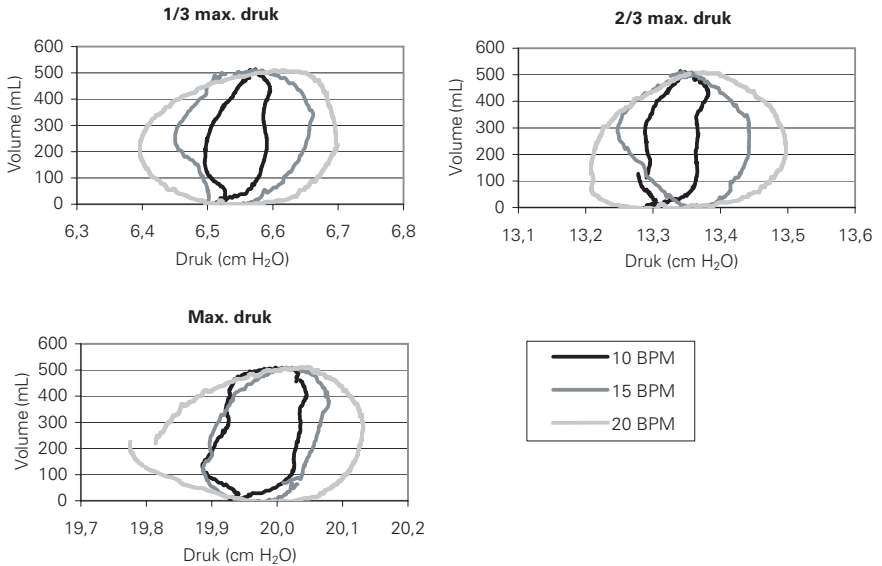 1/3 max. druk
600
500
400
300
200
100
0
Volume (mL)
6,3 6,4 6,5 6,6 6,7 6,8
Druk (cm H₂O)
2/3 max. druk
600
500
400
300
200
100
0
Volume (mL)
13,1 13,2 13,3 13,4 13,5 13,6
Druk (cm H₂O)
Max. druk
600
500
400
300
200
100
0
Volume (mL)
19,7 19,8 19,9 20,0 20,1 20,2
Druk (cm H₂O)
10 BPM
15 BPM
20 BPM